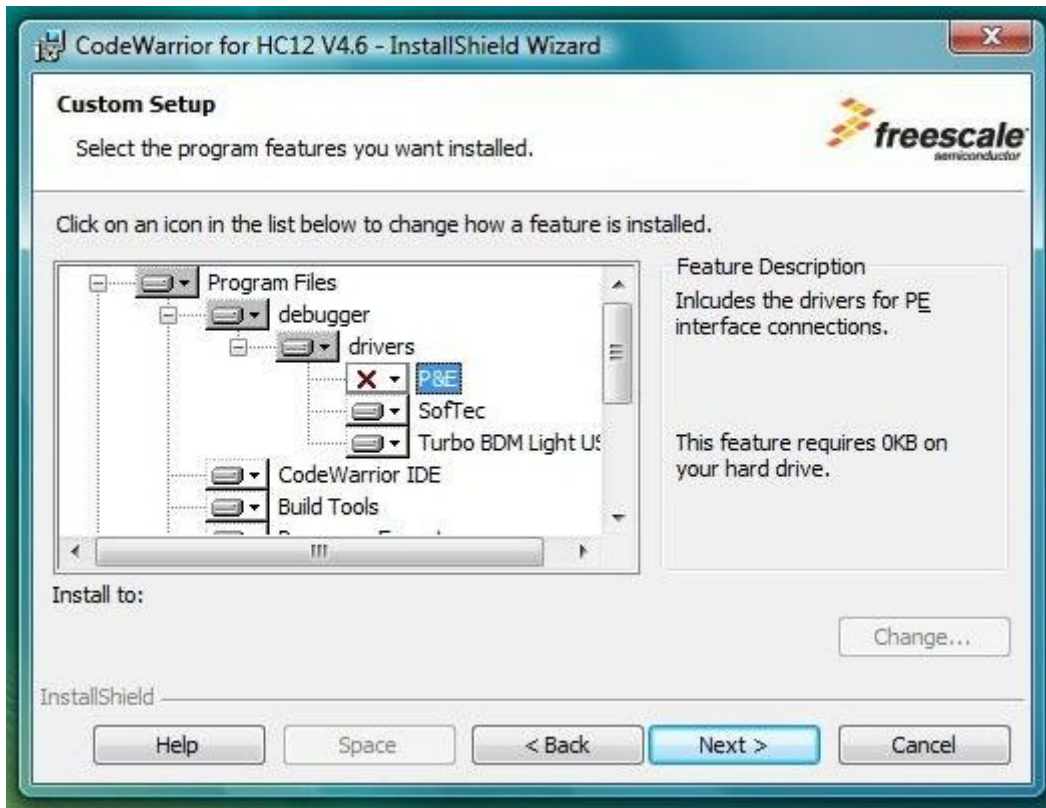 CodeWarrior for HC12 V4.6 - InstallShield Wizard
Custom Setup
Select the program features you want installed.
freescale
semiconductor
Click on an icon in the list below to change how a feature is installed.
Program Files
debugger
drivers
P&E
SofTec
Turbo BDM Light
CodeWarrior IDE
Build Tools
Feature Description
Inlcudes the drivers for PE
interface connections.
This feature requires 0KB on
your hard drive.
Install to:
Change...
InstallShield
Help
Space
< Back
Next >
Cancel